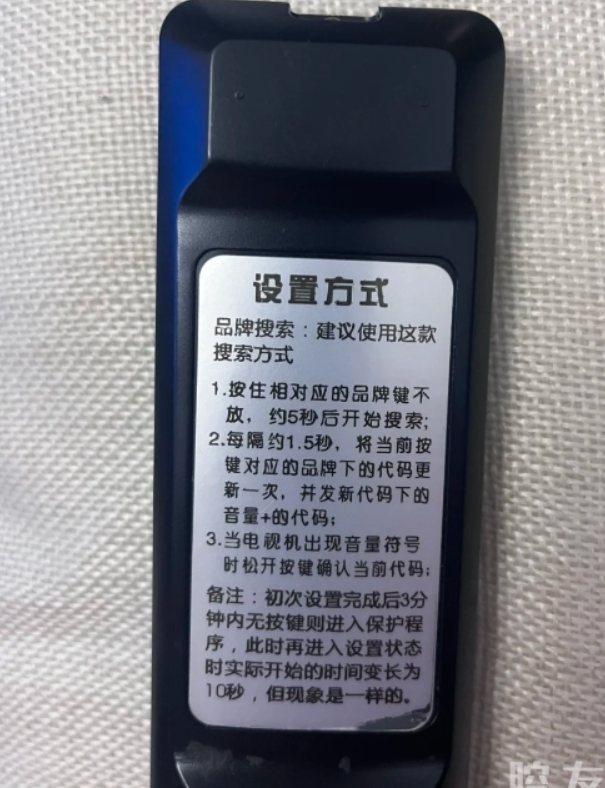 设置方式
品牌搜索：建议使用这款
搜索方式
1.按住相对应的品牌键不
放，约5秒后开始搜索;
2.每隔约1.5秒，将当前按
键对应的品牌下的代码更
新一次，并发新代码下的
音量+的代码;
3.当电视机出现音量符号
时松开按键确认当前代码;
备注：初次设置完成后3分
钟内无按键则进入保护程
序，此时再进入设置状态
时实际开始的时间变长为
10秒，但现象是一样的。